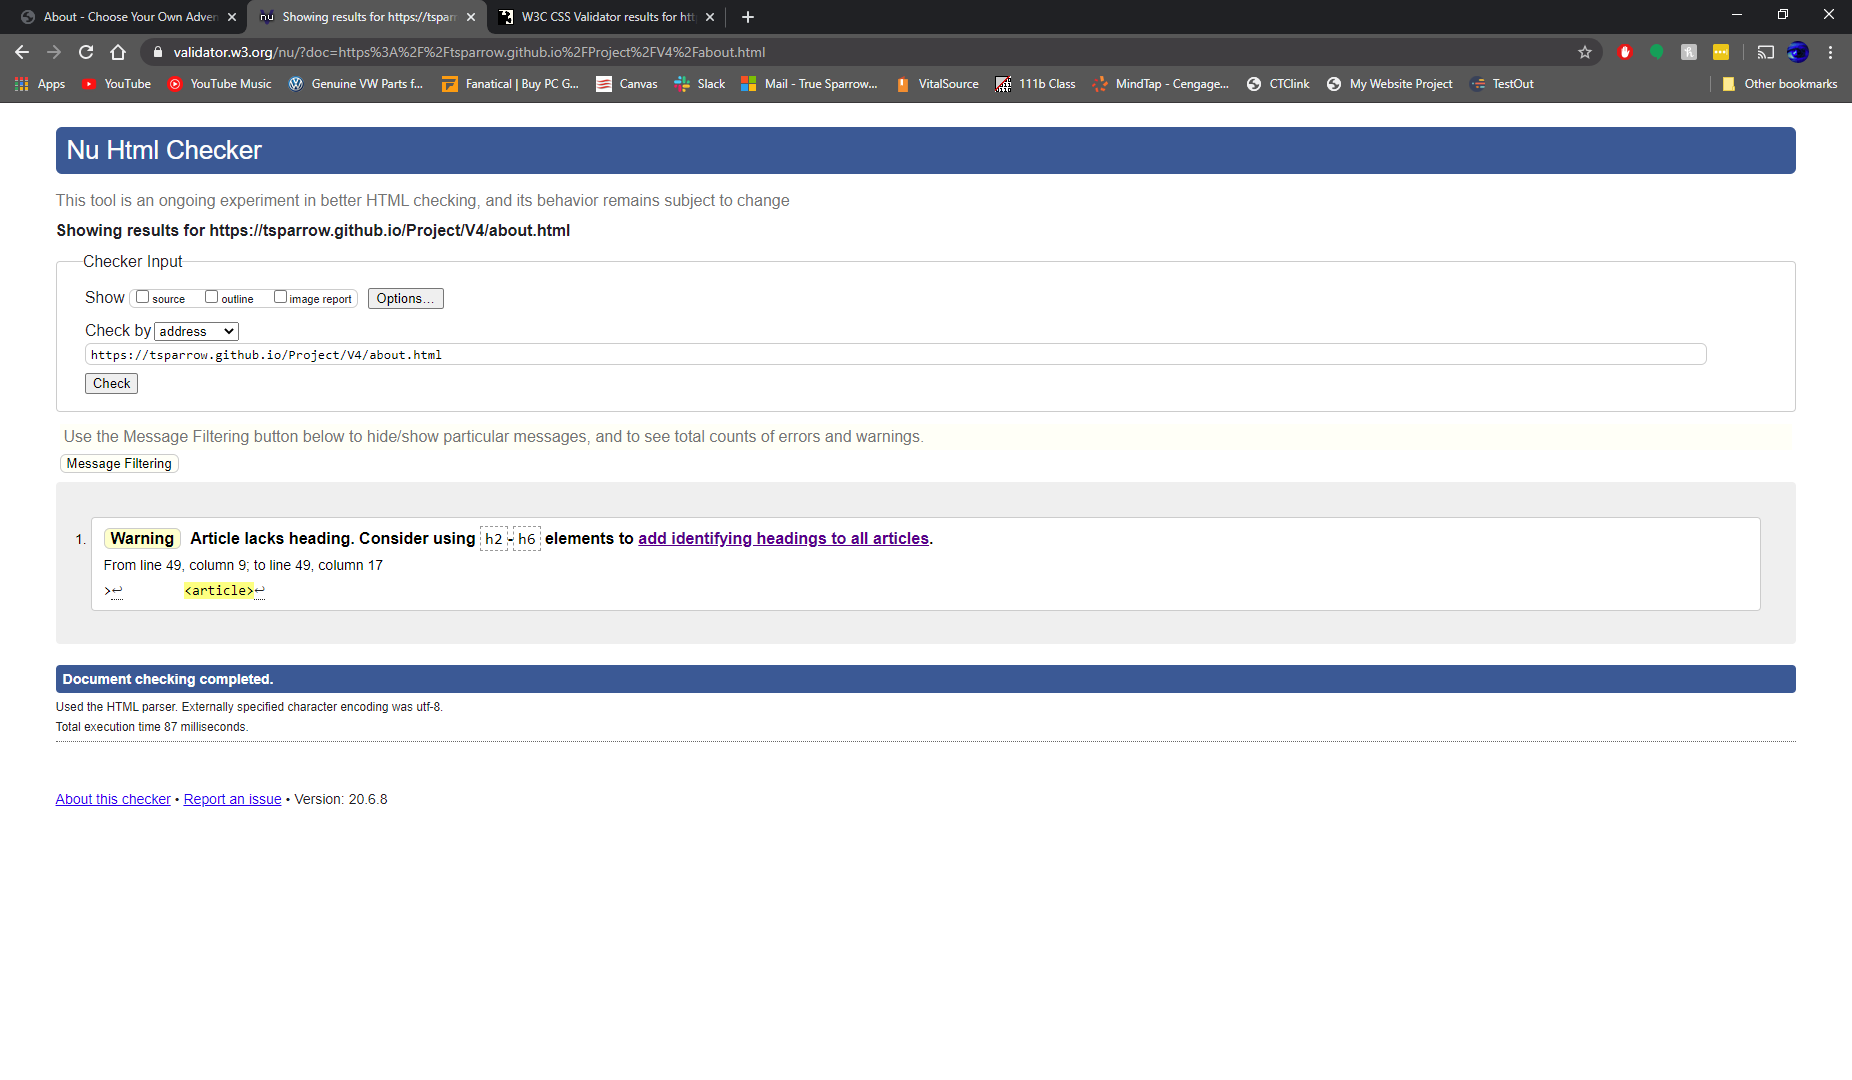 About - Choose Your Own Adven
Showing results for https://tspar
W3C CSS Validator results for htt
validator.w3.org/nu/?doc=https%3A%2F%2Ftsparrow.github.io%2FProject%2FV4%2Fabout.html
Apps YouTube YouTube Music Genuine VW Parts f... Fanatical | Buy PC G... Canvas Slack Mail - True Sparrow... VitalSource 111b Class MindTap - Cengage... CTClink My Website Project TestOut Other bookmarks
Nu Html Checker
This tool is an ongoing experiment in better HTML checking, and its behavior remains subject to change
Showing results for https://tsparrow.github.io/Project/V4/about.html
Checker Input
Show source outline image report Options...
Check by address
https://tsparrow.github.io/Project/V4/about.html
Check
Use the Message Filtering button below to hide/show particular messages, and to see total counts of errors and warnings.
Message Filtering
1. Warning Article lacks heading. Consider using h2-h6 elements to add identifying headings to all articles.
From line 49, column 9; to line 49, column 17
>↩ <article>↩
Document checking completed.
Used the HTML parser. Externally specified character encoding was utf-8.
Total execution time 87 milliseconds.
About this checker • Report an issue • Version: 20.6.8